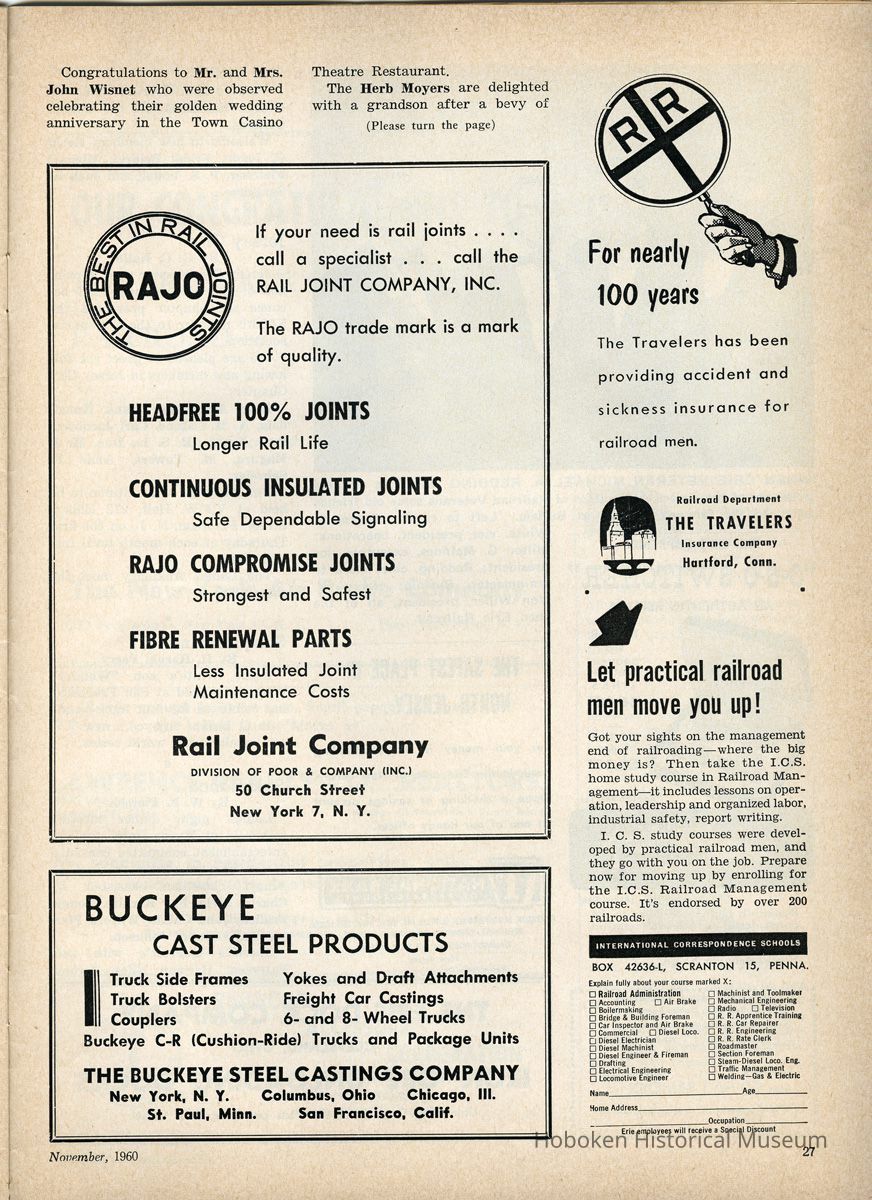 Congratulations to Mr. and Mrs.
John Wisnet who were observed
celebrating their golden wedding
anniversary in the Town Casino
Theatre Restaurant.
The Herb Moyers are delighted
with a grandson after a bevy of
(Please turn the page)
THE BEST IN RAIL JOINTS
RAJO
If your need is rail joints . . . .
call a specialist . . . call the
RAIL JOINT COMPANY, INC.
The RAJO trade mark is a mark
of quality.
HEADFREE 100% JOINTS
Longer Rail Life
CONTINUOUS INSULATED JOINTS
Safe Dependable Signaling
RAJO COMPROMISE JOINTS
Strongest and Safest
FIBRE RENEWAL PARTS
Less Insulated Joint
Maintenance Costs
Rail Joint Company
DIVISION OF POOR & COMPANY (INC.)
50 Church Street
New York 7, N. Y.
BUCKEYE
CAST STEEL PRODUCTS
Truck Side Frames Yokes and Draft Attachments
Truck Bolsters Freight Car Castings
Couplers 6- and 8- Wheel Trucks
Buckeye C-R (Cushion-Ride) Trucks and Package Units
THE BUCKEYE STEEL CASTINGS COMPANY
New York, N. Y. Columbus, Ohio Chicago, Ill.
St. Paul, Minn. San Francisco, Calif.
R R
For nearly
100 years
The Travelers has been
providing accident and
sickness insurance for
railroad men.
Railroad Department
THE TRAVELERS
Insurance Company
Hartford, Conn.
Let practical railroad
men move you up!
Got your sights on the management
end of railroading—where the big
money is? Then take the I.C.S.
home study course in Railroad Man-
agement—it includes lessons on oper-
ation, leadership and organized labor,
industrial safety, report writing.
I. C. S. study courses were devel-
oped by practical railroad men, and
they go with you on the job. Prepare
now for moving up by enrolling for
the I.C.S. Railroad Management
course. It's endorsed by over 200
railroads.
INTERNATIONAL CORRESPONDENCE SCHOOLS
BOX 42636-L, SCRANTON 15, PENNA.
Explain fully about your course marked X:
Railroad Administration
Accounting Air Brake
Boilermaking
Bridge & Building Foreman
Car Inspector and Air Brake
Commercial Diesel Loco.
Diesel Electrician
Diesel Machinist
Diesel Engineer & Fireman
Drafting
Electrical Engineering
Locomotive Engineer
Machinist and Toolmaker
Mechanical Engineering
Radio Television
R. R. Apprentice Training
R. R. Car Repairer
R. R. Engineering
R. R. Rate Clerk
Roadmaster
Section Foreman
Steam-Diesel Loco. Eng.
Traffic Management
Welding—Gas & Electric
Name Age
Home Address
Occupation
Erie employees will receive a Special Discount
Hoboken Historical Museum
November, 1960
27